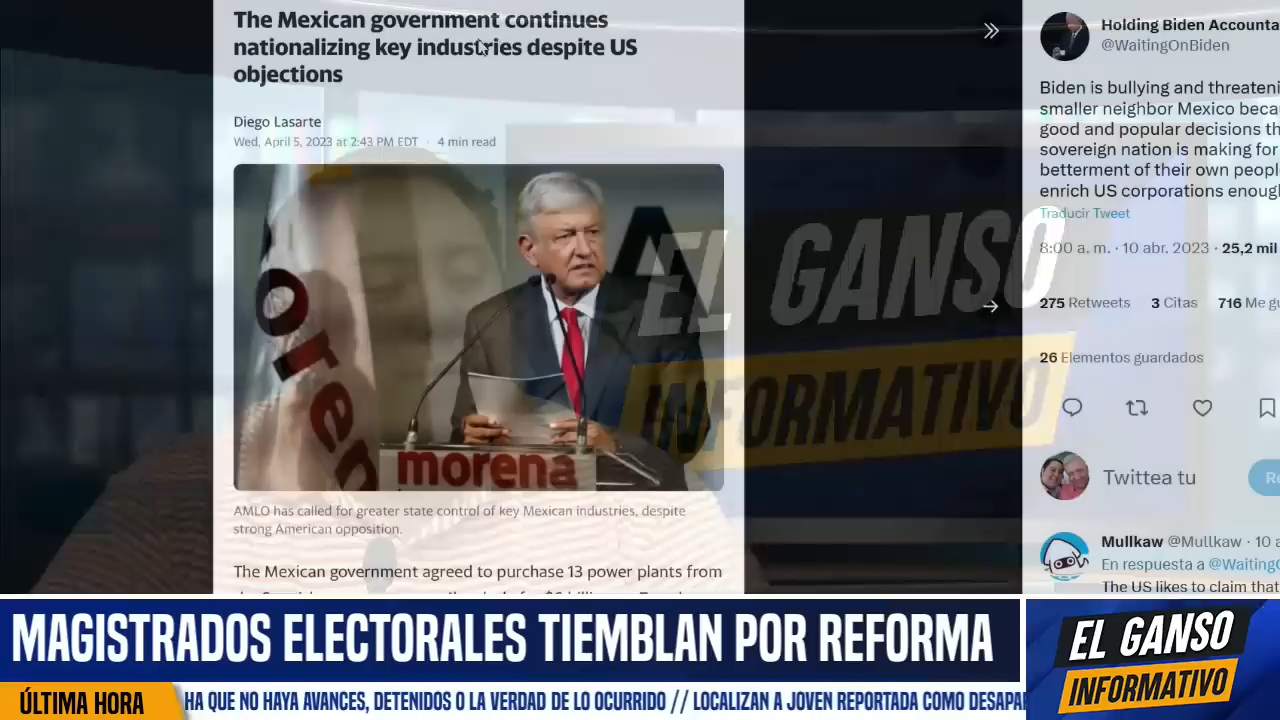 The Mexican government continues
nationalizing key industries despite US
objections
Diego Lasarte
Wed, April 5, 2023 at 2:43 PM EDT · 4 min read
oren
morena
AMLO has called for greater state control of key Mexican industries, despite
strong American opposition.
The Mexican government agreed to purchase 13 power plants from
EL GANSO
INFORMATIVO
Holding Biden Accounta
@WaitingOnBiden
Biden is bullying and threateni
smaller neighbor Mexico beca
good and popular decisions th
sovereign nation is making for
betterment of their own peopl
enrich US corporations enoug
Traducir Tweet
8:00 a. m. · 10 abr. 2023 · 25,2 mil
275 Retweets 3 Citas 716 Me gu
26 Elementos guardados
Twittea tu
Re
Mullkaw @Mullkaw · 10 a
En respuesta a @WaitingO
The US likes to claim that
MAGISTRADOS ELECTORALES TIEMBLAN POR REFORMA
EL GANSO
INFORMATIVO
ÚLTIMA HORA
HA QUE NO HAYA AVANCES, DETENIDOS O LA VERDAD DE LO OCURRIDO // LOCALIZAN A JOVEN REPORTADA COMO DESAPAR